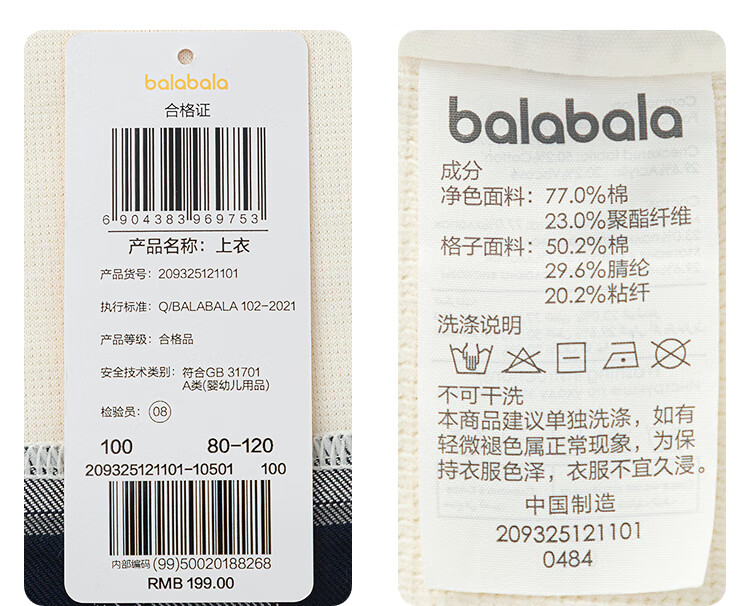 balabala
合格证
6 904383 969753
产品名称：上衣
产品货号：209325121101
执行标准：Q/BALABALA 102-2021
产品等级：合格品
安全技术类别：符合GB 31701
A类(婴幼儿用品)
检验员：08
100 80-120
209325121101-10501 100
内部编码 (99)50020188268
RMB 199.00
balabala
成分
净色面料：77.0%棉
23.0%聚酯纤维
格子面料：50.2%棉
29.6%腈纶
20.2%粘纤
洗涤说明
不可干洗
本商品建议单独洗涤，如有
轻微褪色属正常现象，为保
持衣服色泽，衣服不宜久浸。
中国制造
209325121101
0484